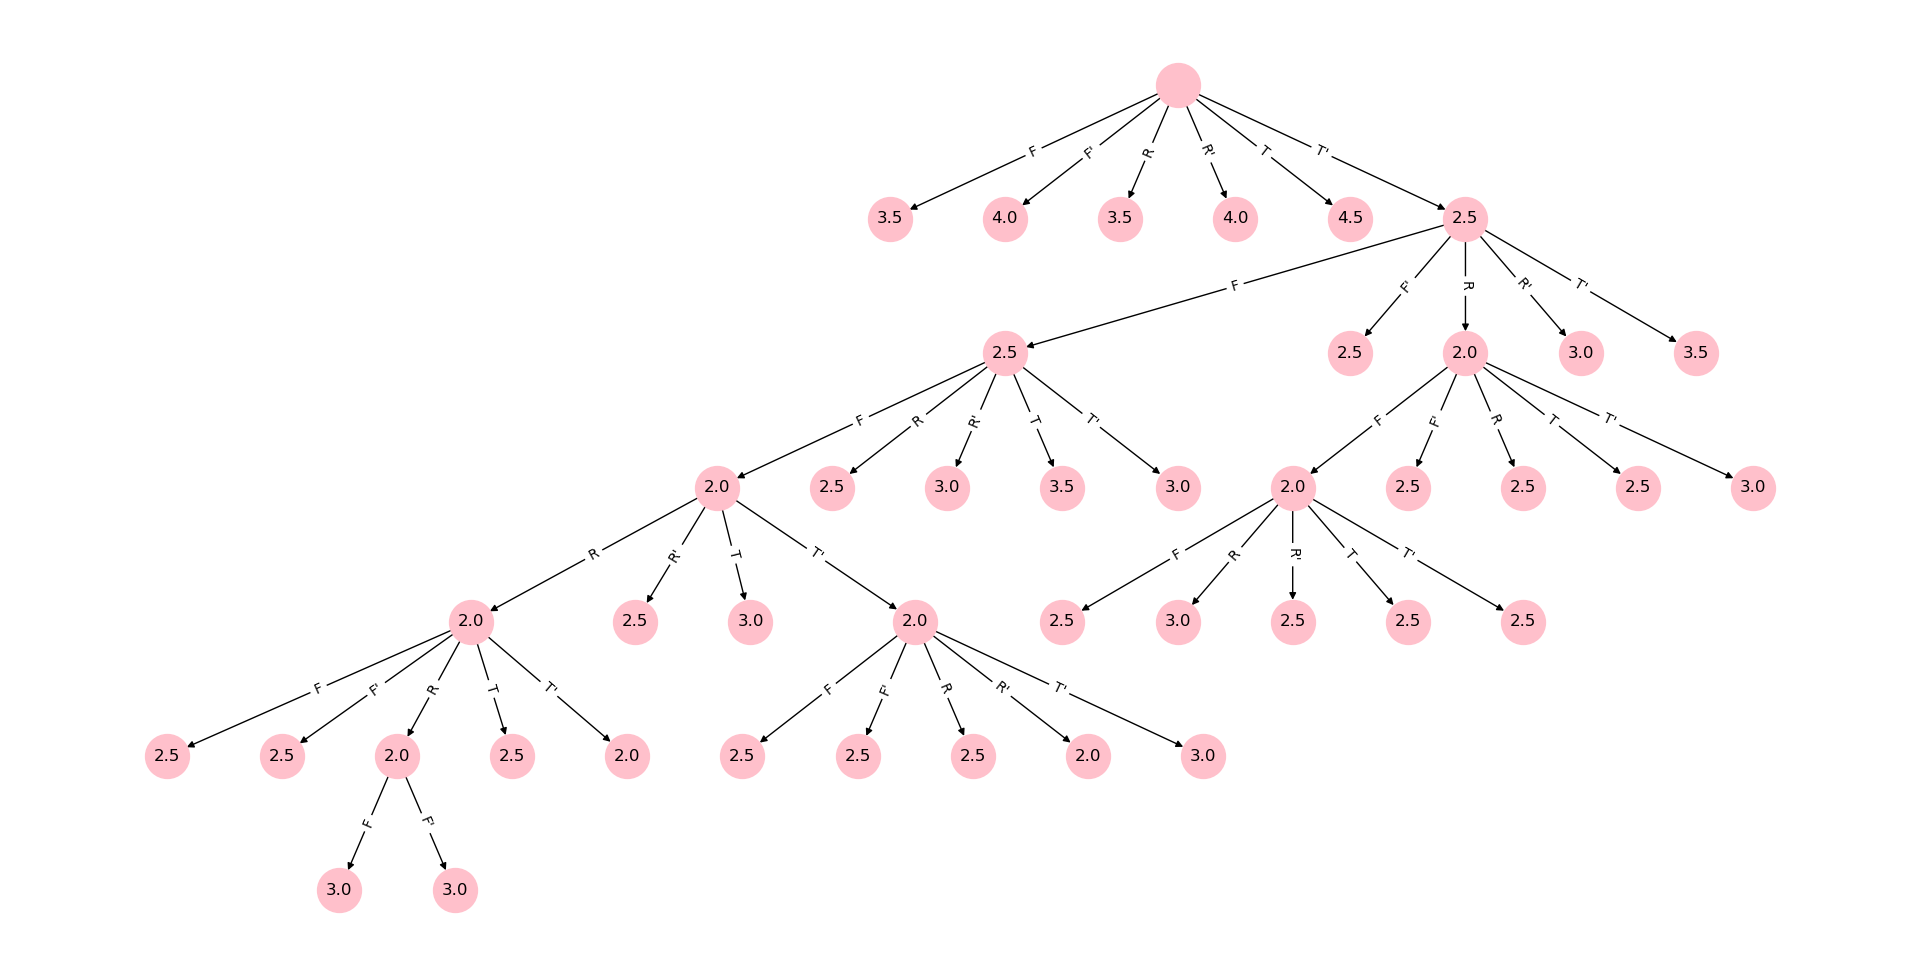 F F' R R' T T'
3.5 4.0 3.5 4.0 4.5 2.5
F F' R R' T'
2.5 2.5 2.0 3.0 3.5
F R R' T T' F F' R T T'
2.0 2.5 3.0 3.5 3.0 2.0 2.5 2.5 2.5 3.0
R R' T T' F R R' T T'
2.0 2.5 3.0 2.0 2.5 3.0 2.5 2.5 2.5
F F' R T T' F F' R R' T'
2.5 2.5 2.0 2.5 2.0 2.5 2.5 2.5 2.0 3.0
F F'
3.0 3.0